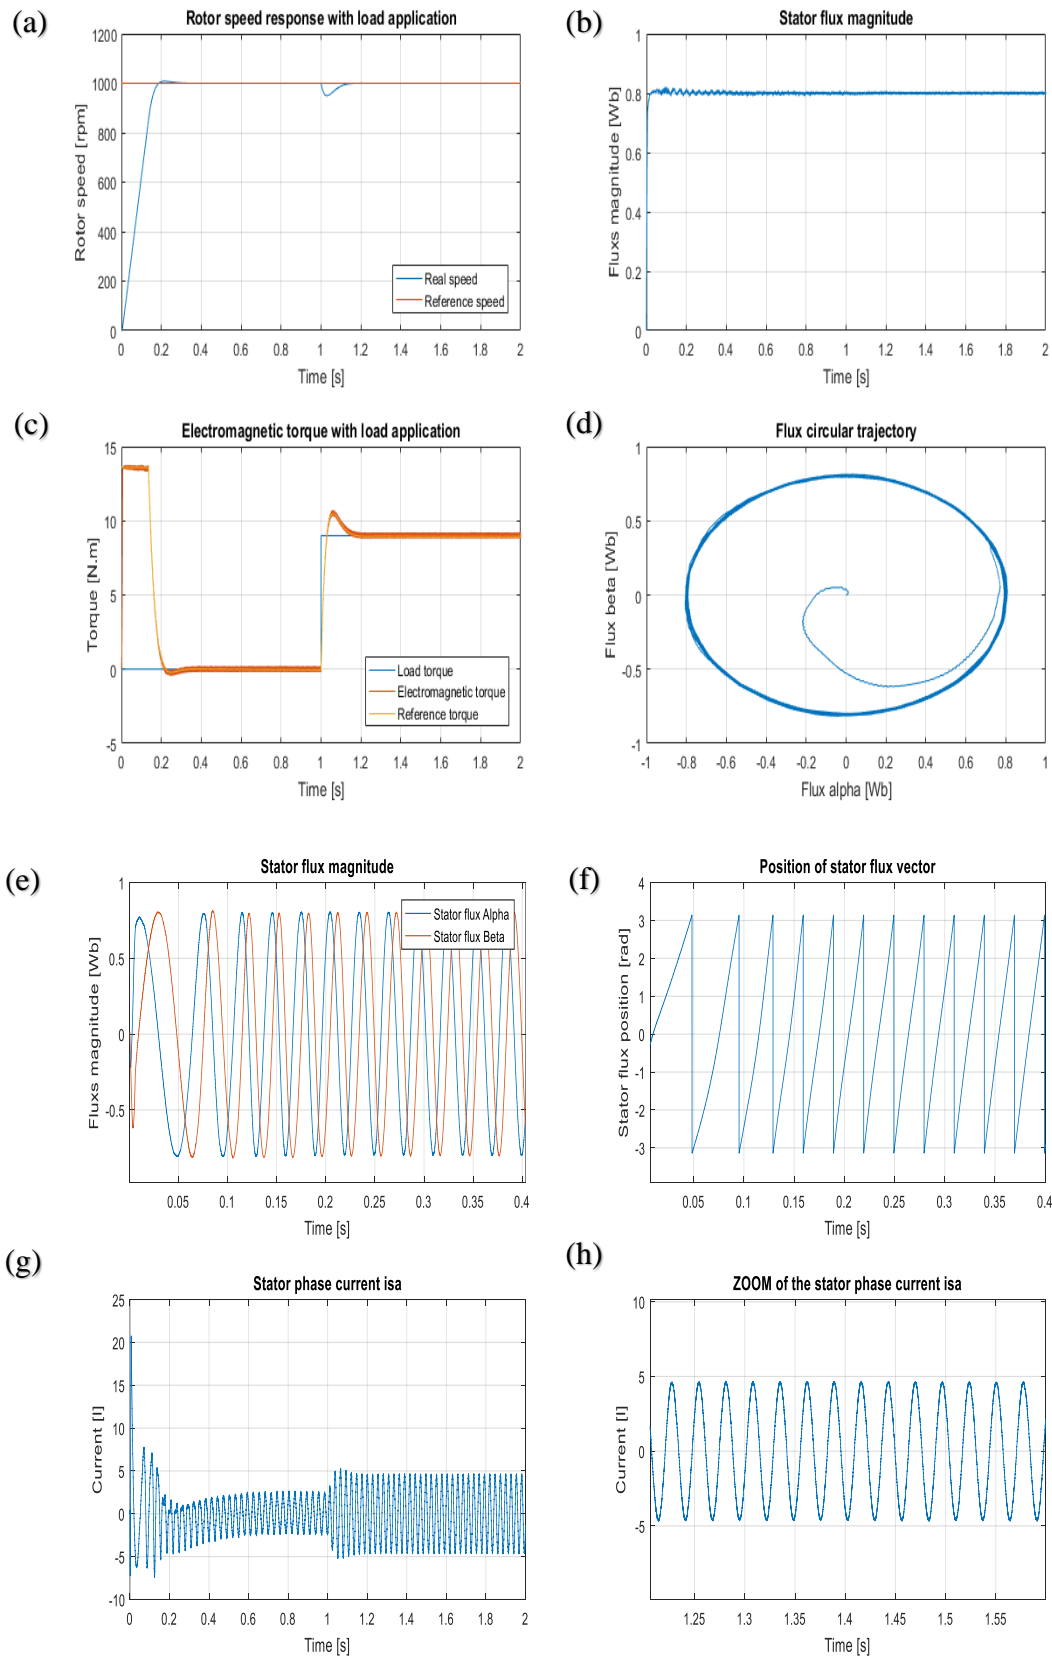 (a)
Rotor speed response with load application
1200
1000
800
600
400
200
0
Rotor speed [rpm]
Real speed
Reference speed
0 0.2 0.4 0.6 0.8 1 1.2 1.4 1.6 1.8 2
Time [s]
(b)
Stator flux magnitude
1
0.8
0.6
0.4
0.2
0
Fluxs magnitude [Wb]
0 0.2 0.4 0.6 0.8 1 1.2 1.4 1.6 1.8 2
Time [s]
(c)
Electromagnetic torque with load application
15
10
5
0
-5
Torque [N.m]
Load torque
Electromagnetic torque
Reference torque
0 0.2 0.4 0.6 0.8 1 1.2 1.4 1.6 1.8 2
Time [s]
(d)
Flux circular trajectory
1
0.5
0
-0.5
-1
Flux beta [Wb]
-1 -0.8 -0.6 -0.4 -0.2 0 0.2 0.4 0.6 0.8 1
Flux alpha [Wb]
(e)
Stator flux magnitude
1
0.5
0
-0.5
Fluxs magnitude [Wb]
Stator flux Alpha
Stator flux Beta
0.05 0.1 0.15 0.2 0.25 0.3 0.35 0.4
Time [s]
(f)
Position of stator flux vector
4
3
2
1
0
-1
-2
-3
Stator flux position [rad]
0.05 0.1 0.15 0.2 0.25 0.3 0.35 0.4
Time [s]
(g)
Stator phase current isa
25
20
15
10
5
0
-5
-10
Current [I]
0 0.2 0.4 0.6 0.8 1 1.2 1.4 1.6 1.8 2
Time [s]
(h)
ZOOM of the stator phase current isa
10
5
0
-5
Current [I]
1.25 1.3 1.35 1.4 1.45 1.5 1.55
Time [s]